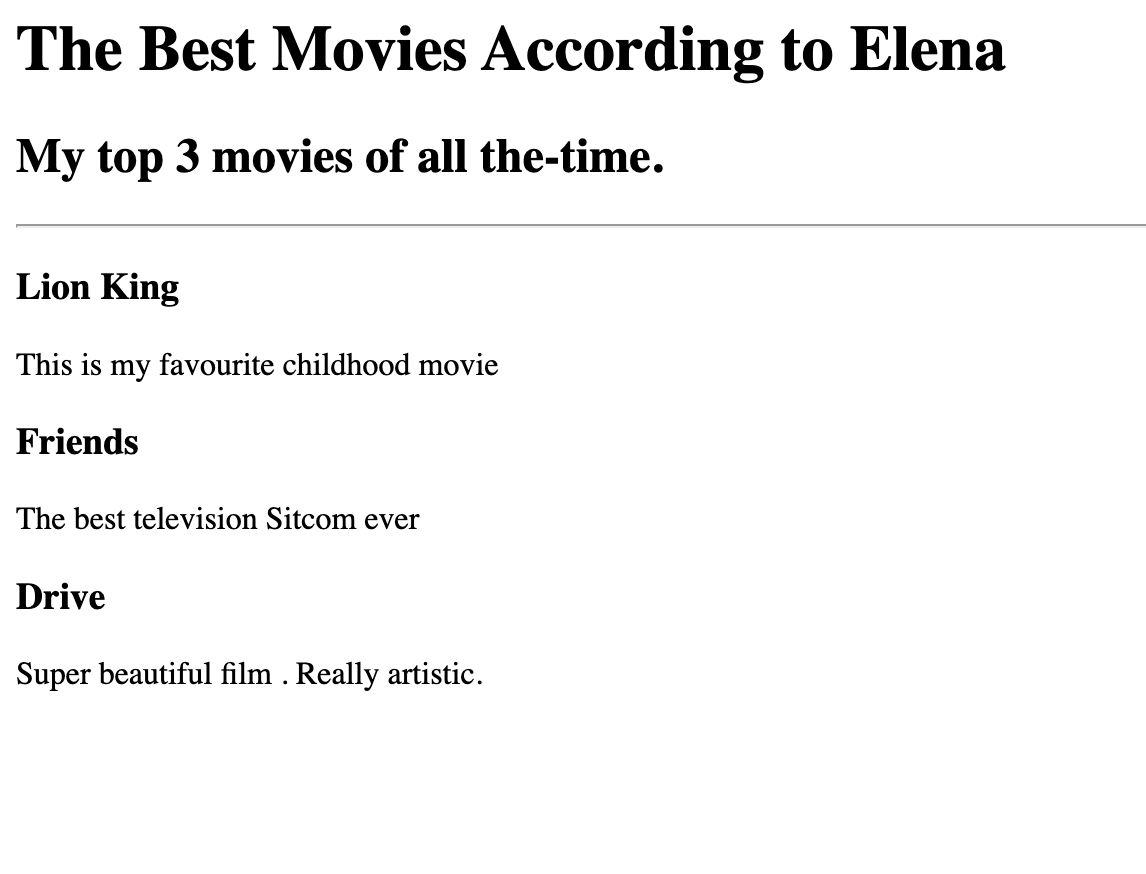 The Best Movies According to Elena
My top 3 movies of all the-time.
Lion King
This is my favourite childhood movie
Friends
The best television Sitcom ever
Drive
Super beautiful film . Really artistic.